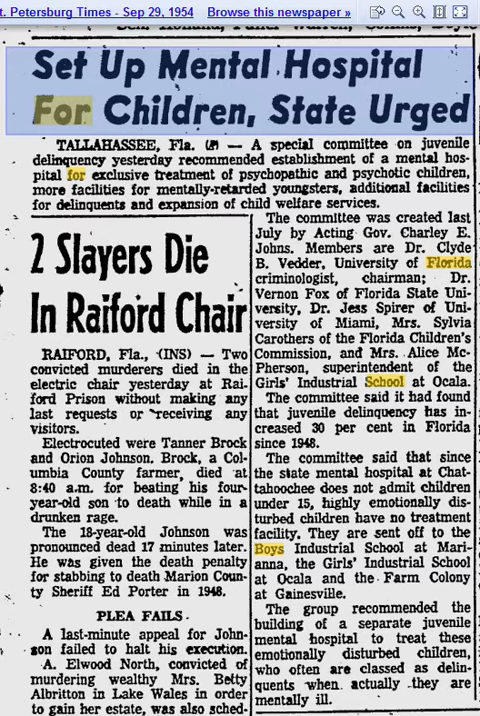 t. Petersburg Times - Sep 29, 1954 Browse this newspaper »
Set Up Mental Hospital
For Children, State Urged
TALLAHASSEE, Fla. (AP) — A special committee on juvenile
delinquency yesterday recommended establishment of a mental hos-
pital for exclusive treatment of psychopathic and psychotic children,
more facilities for mentally-retarded youngsters, additional facilities
for delinquents and expansion of child welfare services.
2 Slayers Die
In Raiford Chair
RAIFORD, Fla., (INS) — Two
convicted murderers died in the
electric chair yesterday at Rai-
ford Prison without making any
last requests or receiving any
visitors.
Electrocuted were Tanner Brock
and Orion Johnson. Brock, a Col-
umbia County farmer, died at
8:40 a.m. for beating his four-
year-old son to death while in a
drunken rage.
The 18-year-old Johnson was
pronounced dead 17 minutes later.
He was given the death penalty
for stabbing to death Marion Coun-
ty Sheriff Ed Porter in 1948.
PLEA FAILS
A last-minute appeal for John-
son failed to halt his execution.
A. Elwood North, convicted of
murdering wealthy Mrs. Betty
Albritton in Lake Wales in order
to gain her estate, was also sched-
The committee was created last
July by Acting Gov. Charley E.
Johns. Members are Dr. Clyde
B. Vedder, University of Florida
criminologist, chairman; Dr.
Vernon Fox of Florida State Uni-
versity, Dr. Jess Spirer of Uni-
versity of Miami, Mrs. Sylvia
Carothers of the Florida Children's
Commission, and Mrs. Alice Mc-
Pherson, superintendent of the
Girls' Industrial School at Ocala.
The committee said it had found
that juvenile delinquency has in-
creased 30 per cent in Florida
since 1948.
The committee said that since
the state mental hospital at Chat-
tahoochee does not admit children
under 15, highly emotionally dis-
turbed children have no treatment
facility. They are sent off to the
Boys Industrial School at Mari-
anna, the Girls' Industrial School
at Ocala and the Farm Colony
at Gainesville.
The group recommended the
building of a separate juvenile
mental hospital to treat these
emotionally disturbed children,
who often are classed as delin-
quents when actually they are
mentally ill.